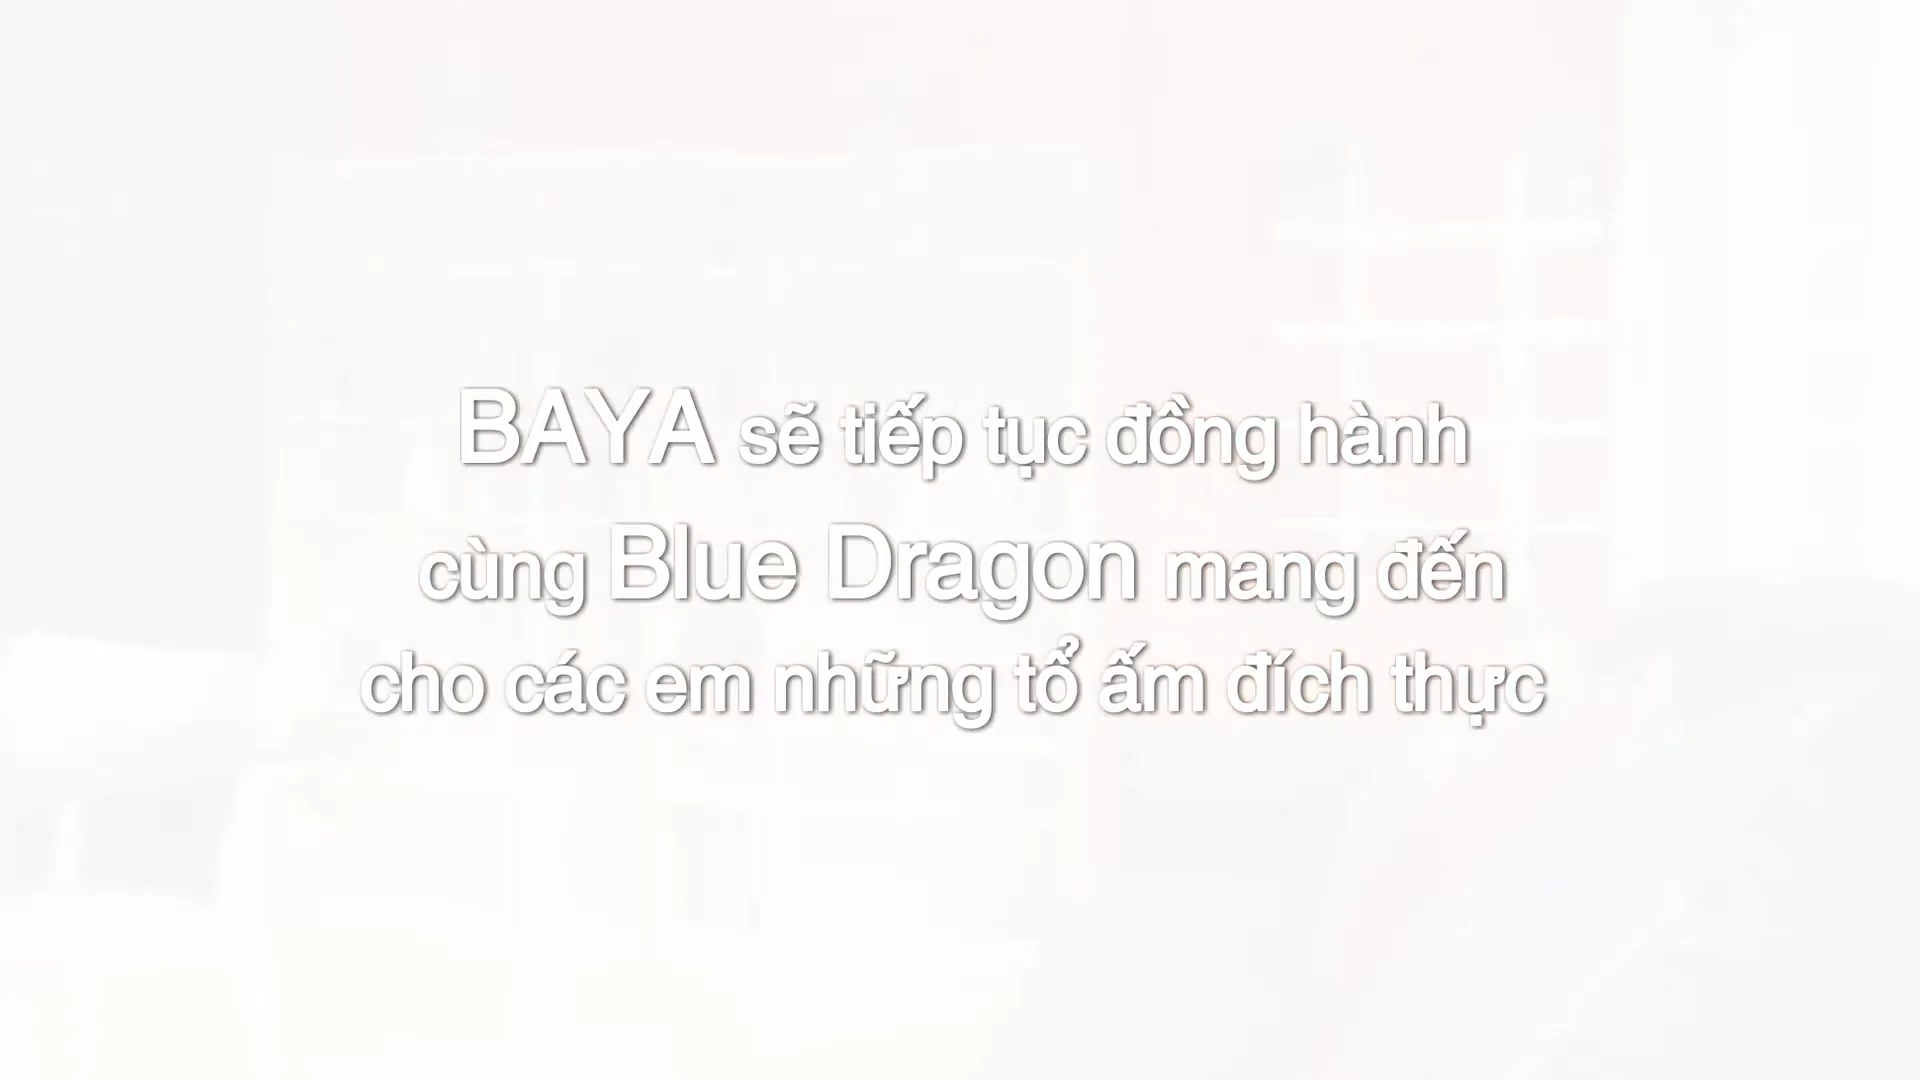 BAYA sẽ tiếp tục đồng hành
cùng Blue Dragon mang đến
cho các em những tổ ấm đích thực